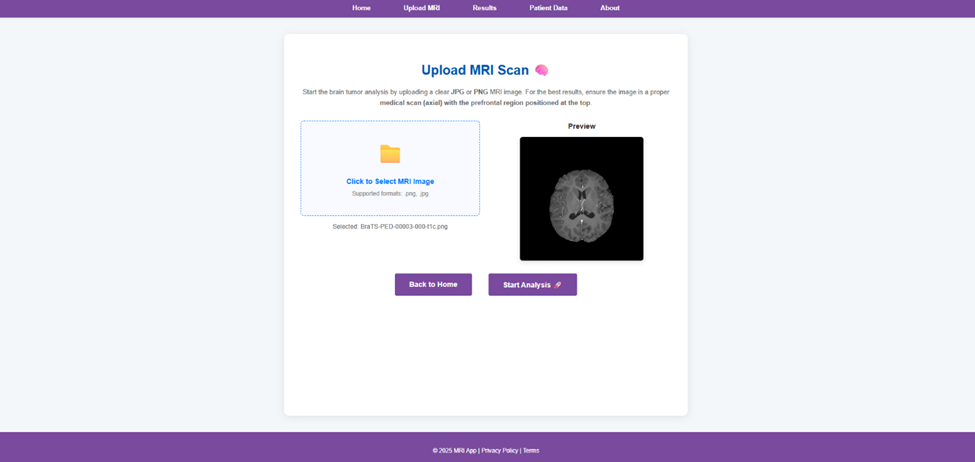 Home Upload MRI Results Patient Data About
Upload MRI Scan
Start the brain tumor analysis by uploading a clear JPG or PNG MRI image. For the best results, ensure the image is a proper
medical scan (axial) with the prefrontal region positioned at the top.
Preview
Click to Select MRI Image
Supported formats: .png, .jpg
Selected: BraTS-PED-00003-000-t1c.png
Back to Home
Start Analysis 🚀
© 2025 MRI App | Privacy Policy | Terms